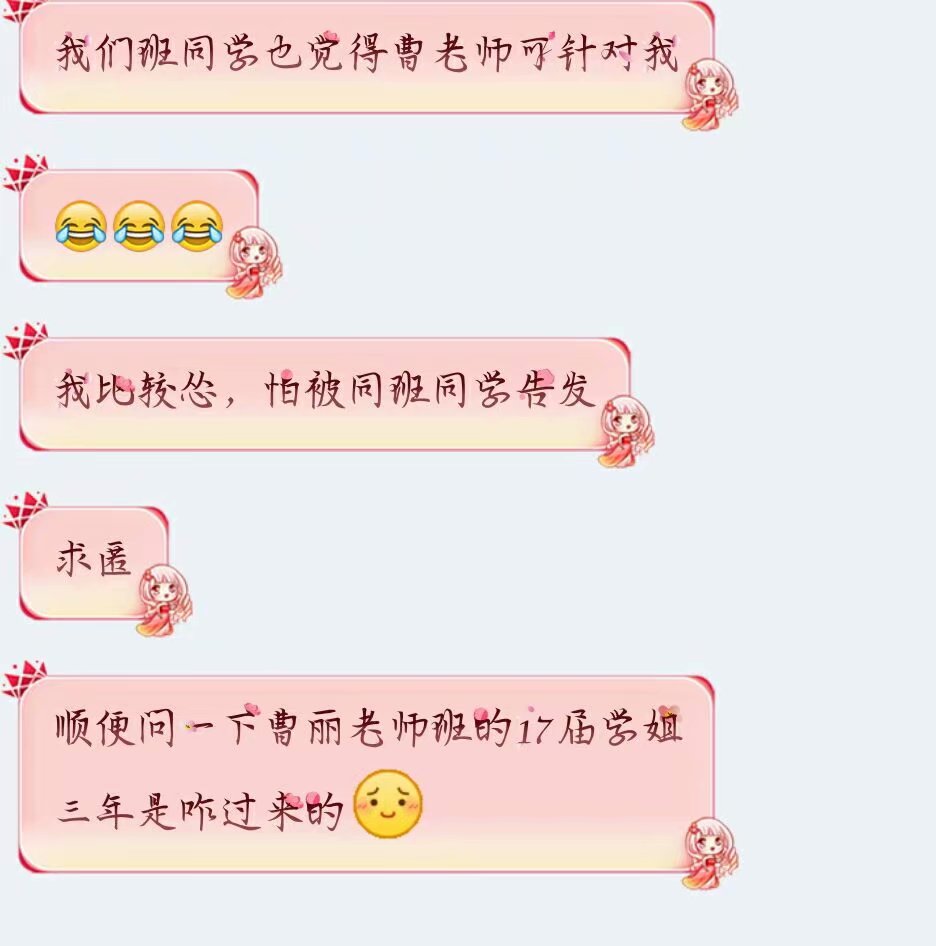 我们班同学也觉得曹老师可针对我
😂😂😂
我比较怂，怕被同班同学告发
求匿
顺便问一下曹丽老师班的17届学姐
三年是咋过来的